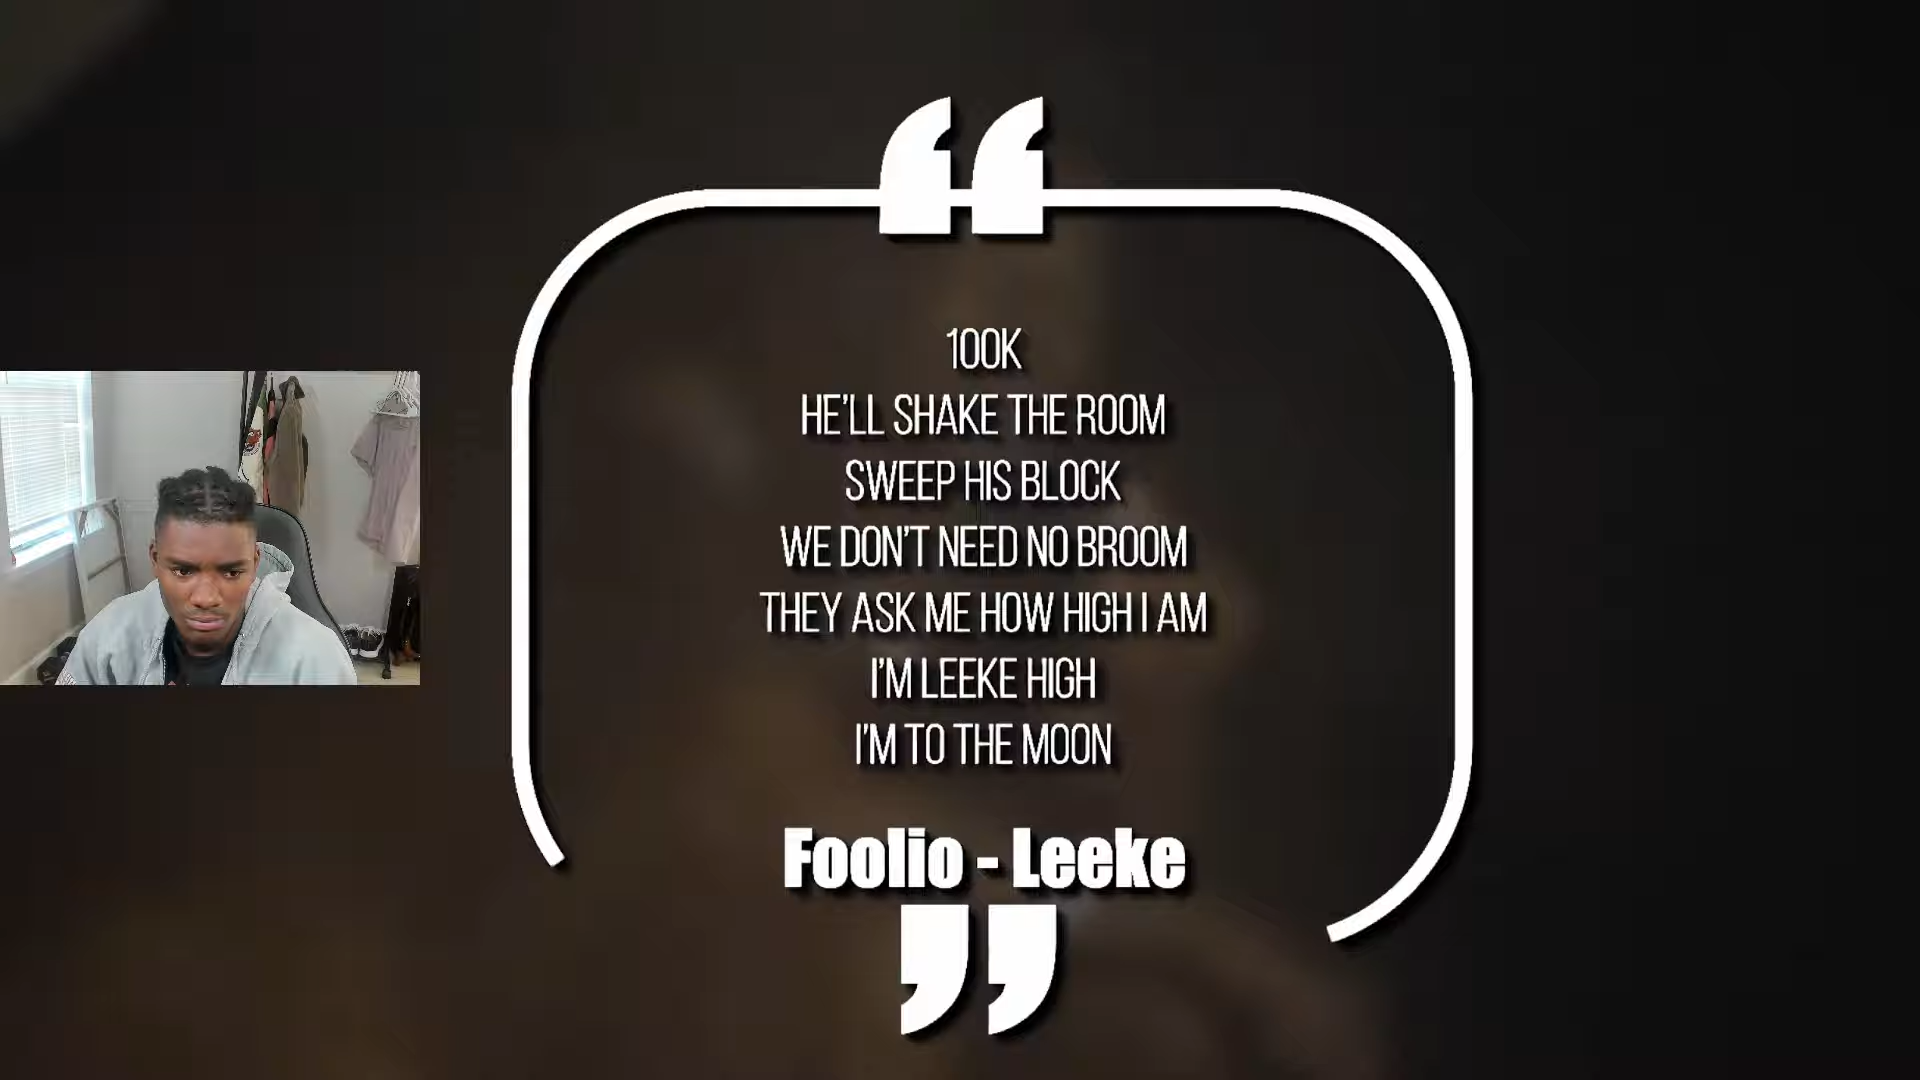 100K
HE'LL SHAKE THE ROOM
SWEEP HIS BLOCK
WE DON'T NEED NO BROOM
THEY ASK ME HOW HIGH I AM
I'M LEEKE HIGH
I'M TO THE MOON
Foolio - Leeke